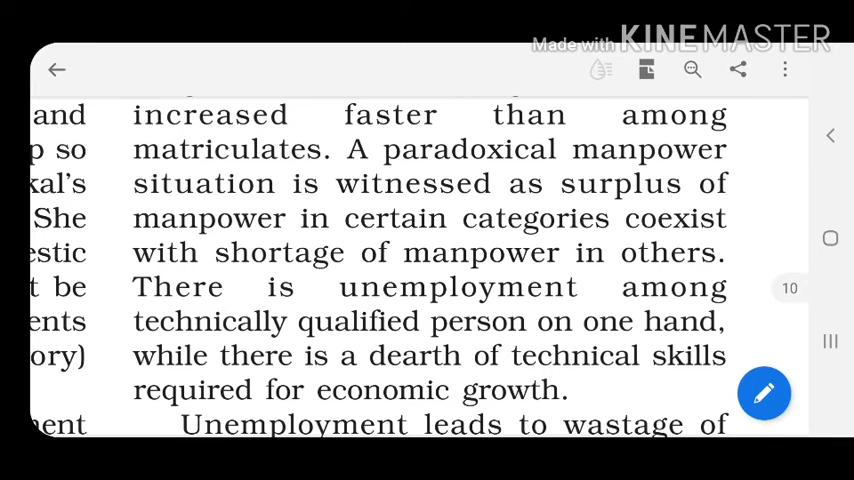 Made with KINEMASTER
and
p so
kal's
She
estic
t be
ents
ory)
ent
increased faster than among
matriculates. A paradoxical manpower
situation is witnessed as surplus of
manpower in certain categories coexist
with shortage of manpower in others.
There is unemployment among
technically qualified person on one hand,
while there is a dearth of technical skills
required for economic growth.
Unemployment leads to wastage of
10